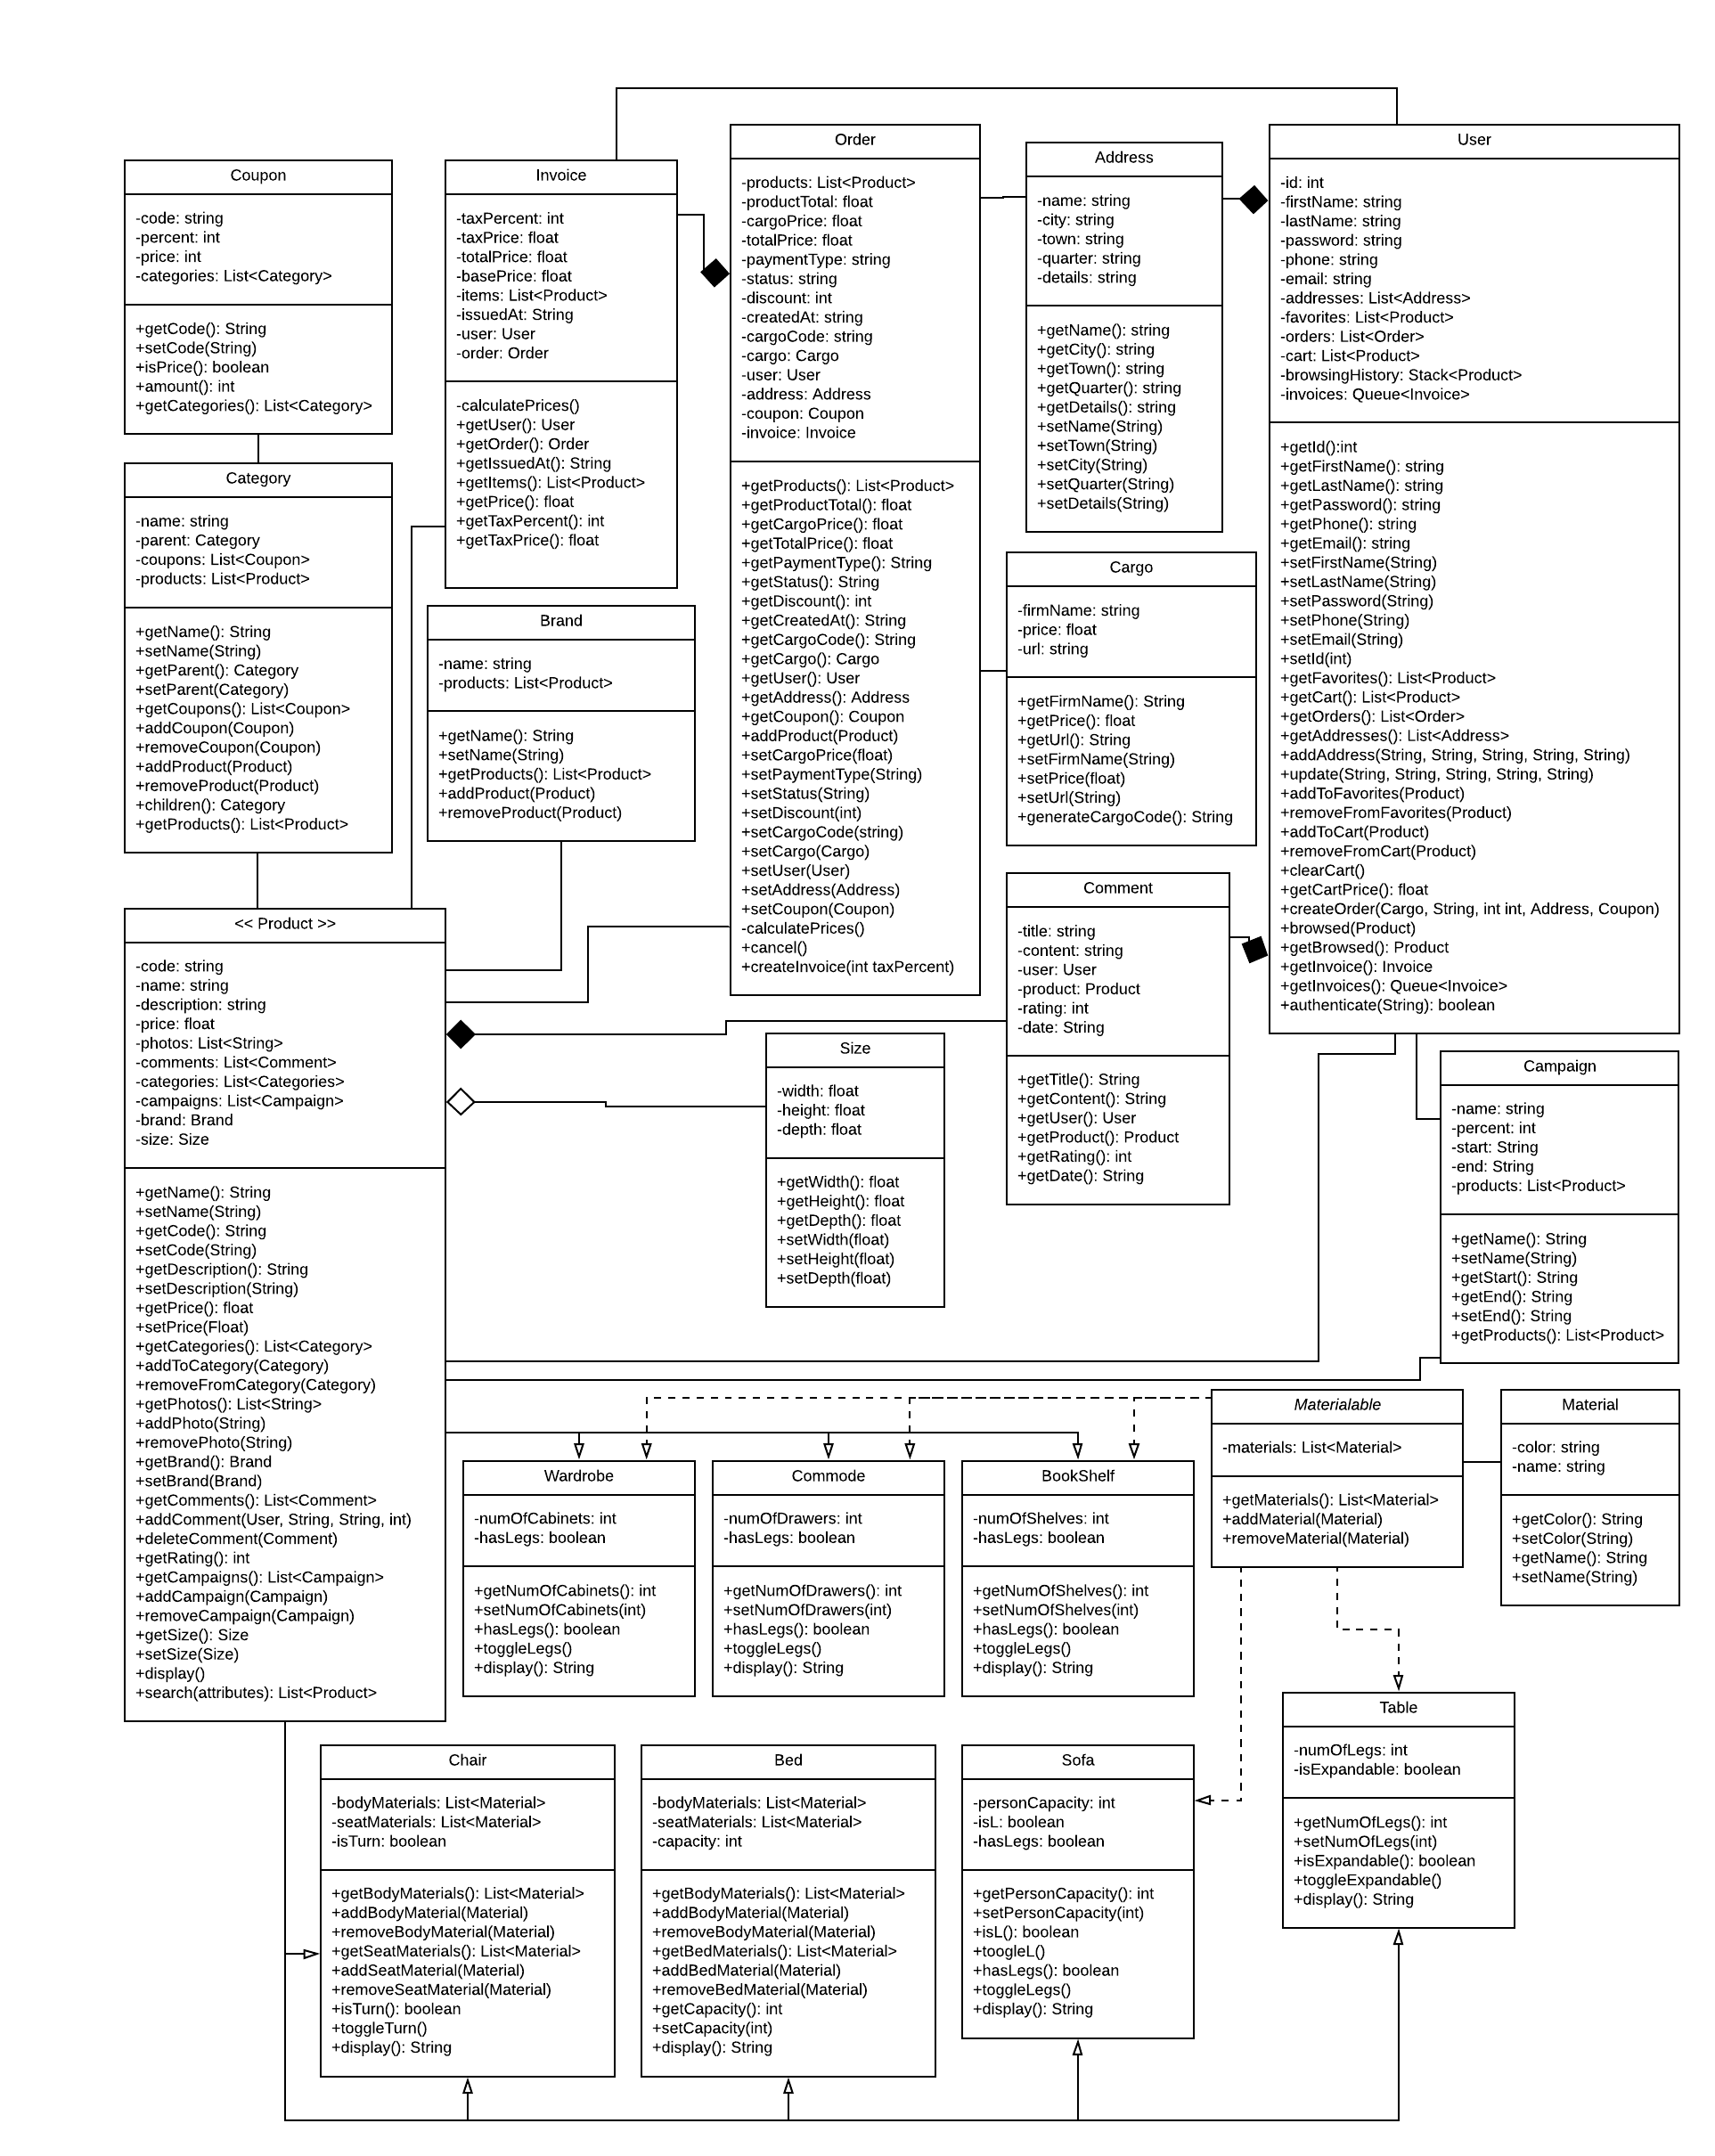 Coupon
-code: string
-percent: int
-price: int
-categories: List<Category>
+getCode(): String
+setCode(String)
+isPrice(): boolean
+amount(): int
+getCategories(): List<Category>
Invoice
-taxPercent: int
-taxPrice: float
-totalPrice: float
-basePrice: float
-items: List<Product>
-issuedAt: String
-user: User
-order: Order
-calculatePrices()
+getUser(): User
+getOrder(): Order
+getIssuedAt(): String
+getItems(): List<Product>
+getPrice(): float
+getTaxPercent(): int
+getTaxPrice(): float
Order
-products: List<Product>
-productTotal: float
-cargoPrice: float
-totalPrice: float
-paymentType: string
-status: string
-discount: int
-createdAt: string
-cargoCode: string
-cargo: Cargo
-user: User
-address: Address
-coupon: Coupon
-invoice: Invoice
+getProducts(): List<Product>
+getProductTotal(): float
+getCargoPrice(): float
+getTotalPrice(): float
+getPaymentType(): String
+getStatus(): String
+getDiscount(): int
+getCreatedAt(): String
+getCargoCode(): String
+getCargo(): Cargo
+getUser(): User
+getAddress(): Address
+getCoupon(): Coupon
+addProduct(Product)
+setCargoPrice(float)
+setPaymentType(String)
+setStatus(String)
+setDiscount(int)
+setCargoCode(string)
+setCargo(Cargo)
+setUser(User)
+setAddress(Address)
+setCoupon(Coupon)
-calculatePrices()
+cancel()
+createInvoice(int taxPercent)
Address
-name: string
-city: string
-town: string
-quarter: string
-details: string
+getName(): string
+getCity(): string
+getTown(): string
+getQuarter(): string
+getDetails(): string
+setName(String)
+setTown(String)
+setCity(String)
+setQuarter(String)
+setDetails(String)
User
-id: int
-firstName: string
-lastName: string
-password: string
-phone: string
-email: string
-addresses: List<Address>
-favorites: List<Product>
-orders: List<Order>
-cart: List<Product>
-browsingHistory: Stack<Product>
-invoices: Queue<Invoice>
+getId():int
+getFirstName(): string
+getLastName(): string
+getPassword(): string
+getPhone(): string
+getEmail(): string
+setFirstName(String)
+setLastName(String)
+setPassword(String)
+setPhone(String)
+setEmail(String)
+setId(int)
+getFavorites(): List<Product>
+getCart(): List<Product>
+getOrders(): List<Order>
+getAddresses(): List<Address>
+addAddress(String, String, String, String, String)
+update(String, String, String, String, String)
+addToFavorites(Product)
+removeFromFavorites(Product)
+addToCart(Product)
+removeFromCart(Product)
+clearCart()
+getCartPrice(): float
+createOrder(Cargo, String, int int, Address, Coupon)
+browsed(Product)
+getBrowsed(): Product
+getInvoice(): Invoice
+getInvoices(): Queue<Invoice>
+authenticate(String): boolean
Category
-name: string
-parent: Category
-coupons: List<Coupon>
-products: List<Product>
+getName(): String
+setName(String)
+getParent(): Category
+setParent(Category)
+getCoupons(): List<Coupon>
+addCoupon(Coupon)
+removeCoupon(Coupon)
+addProduct(Product)
+removeProduct(Product)
+children(): Category
+getProducts(): List<Product>
Brand
-name: string
-products: List<Product>
+getName(): String
+setName(String)
+getProducts(): List<Product>
+addProduct(Product)
+removeProduct(Product)
Cargo
-firmName: string
-price: float
-url: string
+getFirmName(): String
+getPrice(): float
+getUrl(): String
+setFirmName(String)
+setPrice(float)
+setUrl(String)
+generateCargoCode(): String
<< Product >>
-code: string
-name: string
-description: string
-price: float
-photos: List<String>
-comments: List<Comment>
-categories: List<Categories>
-campaigns: List<Campaign>
-brand: Brand
-size: Size
+getName(): String
+setName(String)
+getCode(): String
+setCode(String)
+getDescription(): String
+setDescription(String)
+getPrice(): float
+setPrice(Float)
+getCategories(): List<Category>
+addToCategory(Category)
+removeFromCategory(Category)
+getPhotos(): List<String>
+addPhoto(String)
+removePhoto(String)
+getBrand(): Brand
+setBrand(Brand)
+getComments(): List<Comment>
+addComment(User, String, String, int)
+deleteComment(Comment)
+getRating(): int
+getCampaigns(): List<Campaign>
+addCampaign(Campaign)
+removeCampaign(Campaign)
+getSize(): Size
+setSize(Size)
+display()
+search(attributes): List<Product>
Comment
-title: string
-content: string
-user: User
-product: Product
-rating: int
-date: String
+getTitle(): String
+getContent(): String
+getUser(): User
+getProduct(): Product
+getRating(): int
+getDate(): String
Size
-width: float
-height: float
-depth: float
+getWidth(): float
+getHeight(): float
+getDepth(): float
+setWidth(float)
+setHeight(float)
+setDepth(float)
Campaign
-name: string
-percent: int
-start: String
-end: String
-products: List<Product>
+getName(): String
+setName(String)
+getStart(): String
+getEnd(): String
+setEnd(): String
+getProducts(): List<Product>
Wardrobe
-numOfCabinets: int
-hasLegs: boolean
+getNumOfCabinets(): int
+setNumOfCabinets(int)
+hasLegs(): boolean
+toggleLegs()
+display(): String
Commode
-numOfDrawers: int
-hasLegs: boolean
+getNumOfDrawers(): int
+setNumOfDrawers(int)
+hasLegs(): boolean
+toggleLegs()
+display(): String
BookShelf
-numOfShelves: int
-hasLegs: boolean
+getNumOfShelves(): int
+setNumOfShelves(int)
+hasLegs(): boolean
+toggleLegs()
+display(): String
Materialable
-materials: List<Material>
+getMaterials(): List<Material>
+addMaterial(Material)
+removeMaterial(Material)
Material
-color: string
-name: string
+getColor(): String
+setColor(String)
+getName(): String
+setName(String)
Chair
-bodyMaterials: List<Material>
-seatMaterials: List<Material>
-isTurn: boolean
+getBodyMaterials(): List<Material>
+addBodyMaterial(Material)
+removeBodyMaterial(Material)
+getSeatMaterials(): List<Material>
+addSeatMaterial(Material)
+removeSeatMaterial(Material)
+isTurn(): boolean
+toggleTurn()
+display(): String
Bed
-bodyMaterials: List<Material>
-seatMaterials: List<Material>
-capacity: int
+getBodyMaterials(): List<Material>
+addBodyMaterial(Material)
+removeBodyMaterial(Material)
+getBedMaterials(): List<Material>
+addBedMaterial(Material)
+removeBedMaterial(Material)
+getCapacity(): int
+setCapacity(int)
+display(): String
Sofa
-personCapacity: int
-isL: boolean
-hasLegs: boolean
+getPersonCapacity(): int
+setPersonCapacity(int)
+isL(): boolean
+toogleL()
+hasLegs(): boolean
+toggleLegs()
+display(): String
Table
-numOfLegs: int
-isExpandable: boolean
+getNumOfLegs(): int
+setNumOfLegs(int)
+isExpandable(): boolean
+toggleExpandable()
+display(): String